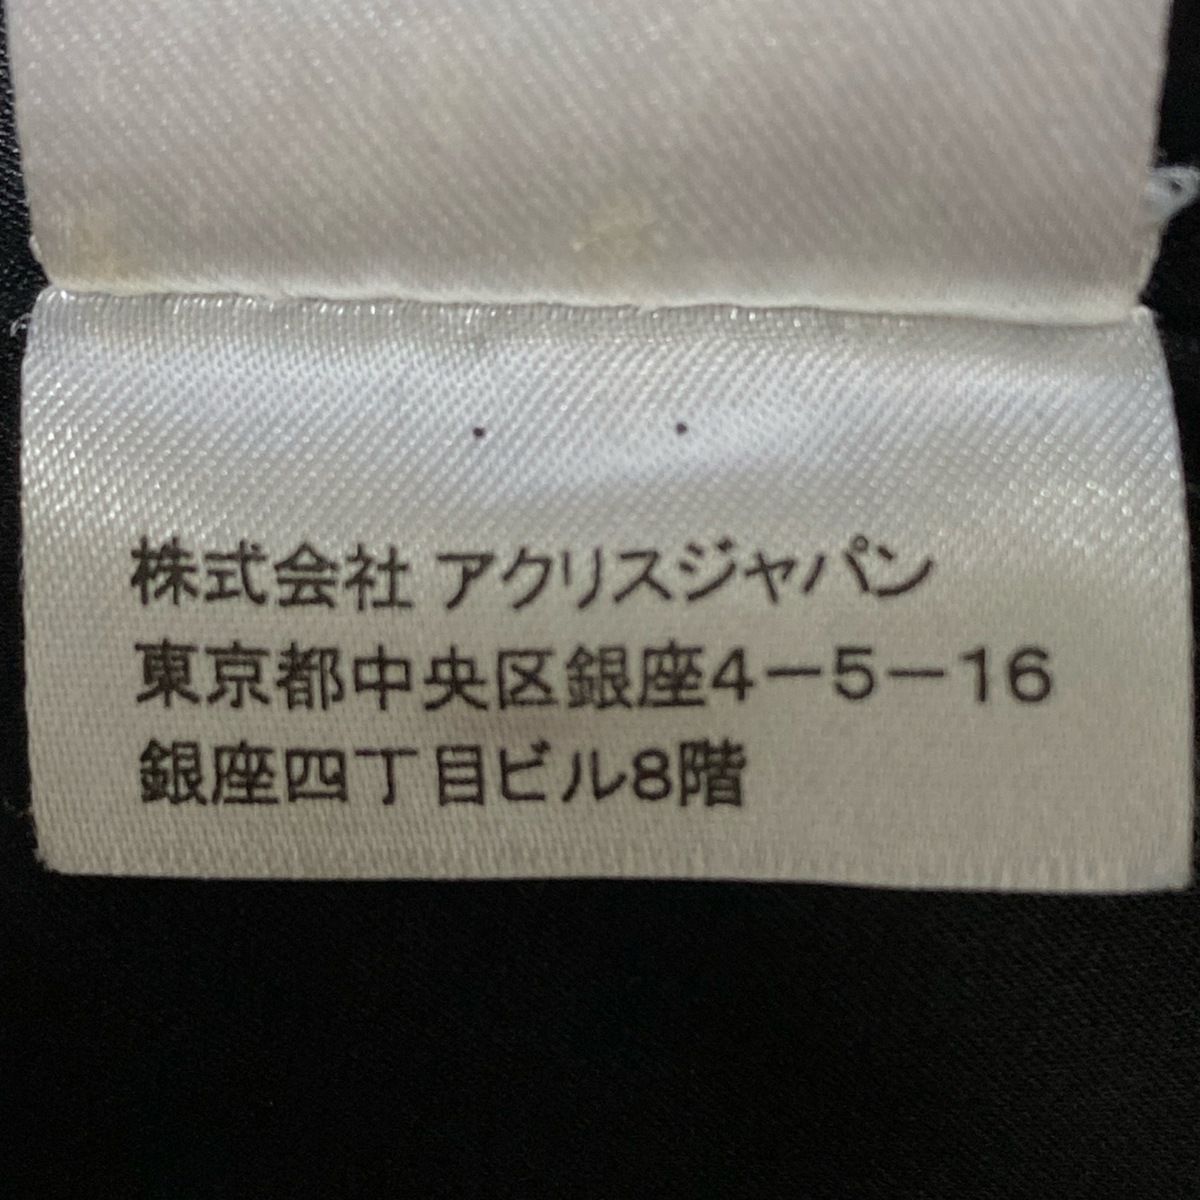 株式会社 アクリスジャパン
東京都中央区銀座4－5－16
銀座四丁目ビル8階